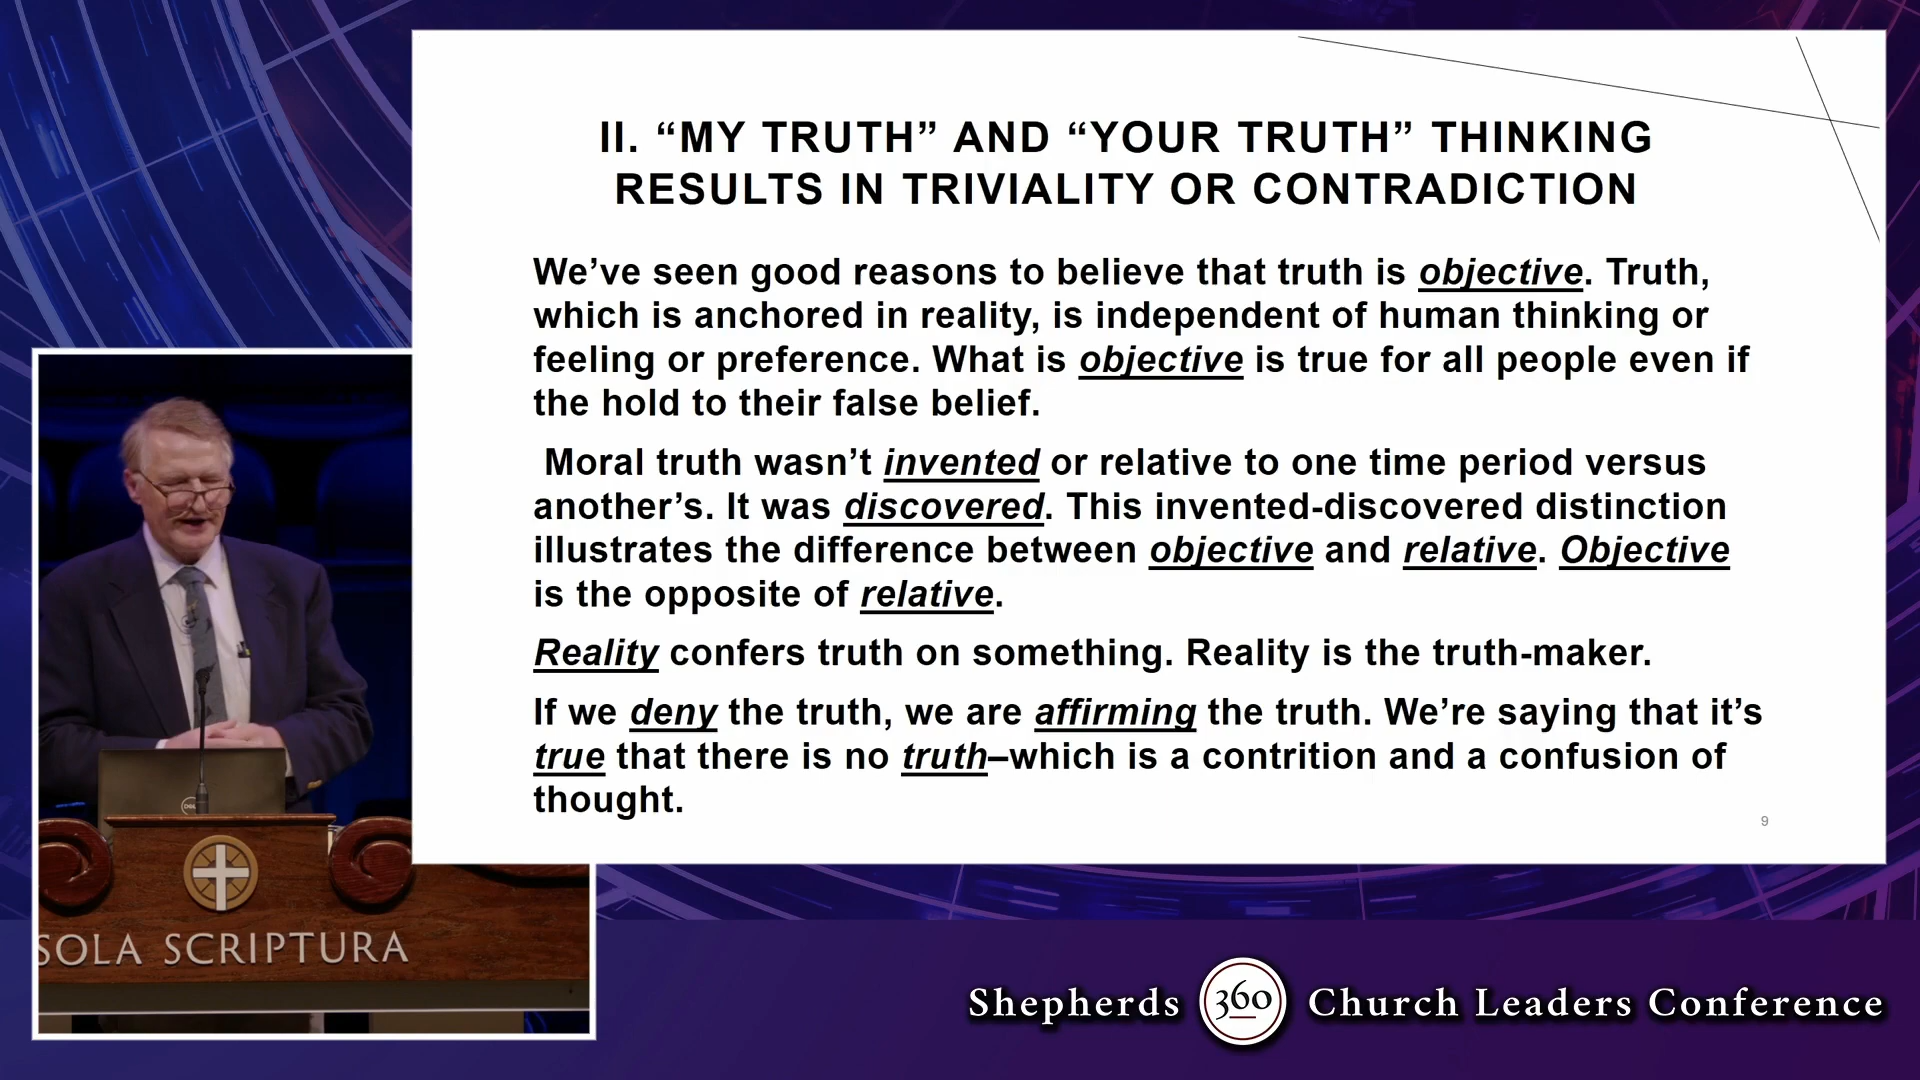 II. “MY TRUTH” AND “YOUR TRUTH” THINKING
RESULTS IN TRIVIALITY OR CONTRADICTION
We’ve seen good reasons to believe that truth is objective. Truth,
which is anchored in reality, is independent of human thinking or
feeling or preference. What is objective is true for all people even if
the hold to their false belief.
Moral truth wasn’t invented or relative to one time period versus
another’s. It was discovered. This invented-discovered distinction
illustrates the difference between objective and relative. Objective
is the opposite of relative.
Reality confers truth on something. Reality is the truth-maker.
If we deny the truth, we are affirming the truth. We’re saying that it’s
true that there is no truth–which is a contrition and a confusion of
thought.
9
DELL
SOLA SCRIPTURA
Shepherds 360 Church Leaders Conference